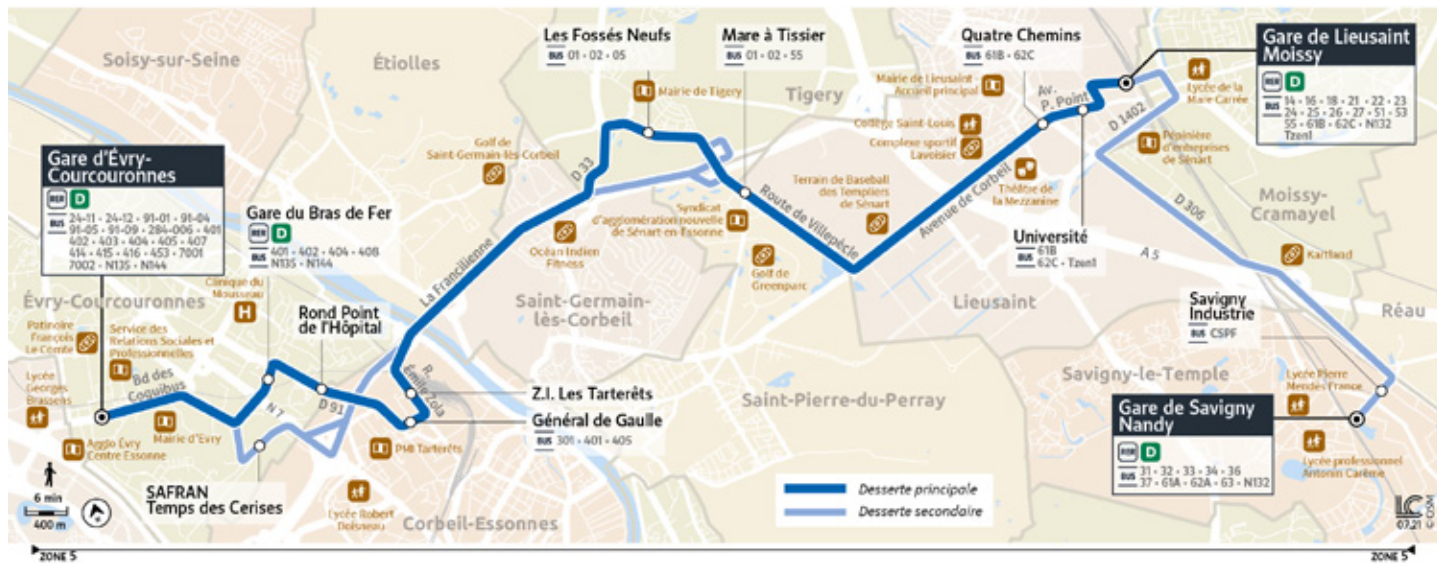 Soisy-sur-Seine
Étiolles
Les Fossés Neufs
BUS 01 • 02 • 05
Mairie de Tigery
Mare à Tissier
BUS 01 • 02 • 55
Tigery
Quatre Chemins
BUS 61B • 62C
Mairie de Lieusaint
Accueil principal
Av.
P. Point
Gare de Lieusaint
Moissy
RER D
BUS
14 • 16 • 18 • 21 • 22 • 23
24 • 25 • 26 • 27 • 51 • 53
55 • 61B • 62C • N132
Tzen1
Lycée de la
Mare Carrée
D 1402
Pépinière
d'entreprises
de Sénart
Collège Saint-Louis
Complexe sportif
Lavoisier
Golf de
Saint-Germain-lès-Corbeil
D 33
Gare d'Évry-
Courcouronnes
RER D
BUS
24-11 • 24-12 • 91-01 • 91-04
91-05 • 91-09 • 284-006 • 401
402 • 403 • 404 • 405 • 407
414 • 415 • 416 • 453 • 7001
7002 • N135 • N144
Gare du Bras de Fer
RER D
BUS
401 • 402 • 404 • 408
N135 • N144
Clinique du
Mousseau
Océan Indien
Fitness
Syndicat
d'agglomération nouvelle
de Sénart-en-Essonne
Route de Villepècle
Golf de
Greenparc
Terrain de Baseball
des Templiers
de Sénart
Avenue de Corbeil
Théâtre de
la Mezzanine
Université
BUS
61B
62C • Tzen1
Moissy-
Cramayel
D 306
A 5
Kartland
Réau
Lieusaint
La Francilienne
Saint-Germain-
lès-Corbeil
Évry-Courcouronnes
Patinoire
François
Le Comte
Service des
Relations Sociales et
Professionnelles
Bd des
Coquibus
Rond Point
de l'Hôpital
Savigny
Industrie
BUS CSPF
Lycée
Georges
Brassens
Agglo Évry
Centre Essonne
Mairie d'Evry
N 7
D 91
R.
Émile Zola
Z.I. Les Tarterêts
Général de Gaulle
BUS 301 • 401 • 405
PMI Tarterêts
Saint-Pierre-du-Perray
Savigny-le-Temple
Lycée Pierre
Mendès France
Gare de Savigny
Nandy
RER D
BUS
31 • 32 • 33 • 34 • 36
37 • 61A • 62A • 63 • N132
Lycée professionnel
Antonin Carême
SAFRAN
Temps des Cerises
Lycée Robert
Doisneau
Corbeil-Essonnes
6 min
400 m
Desserte principale
Desserte secondaire
LC
07.21
© OSM
ZONE 5
ZONE 5